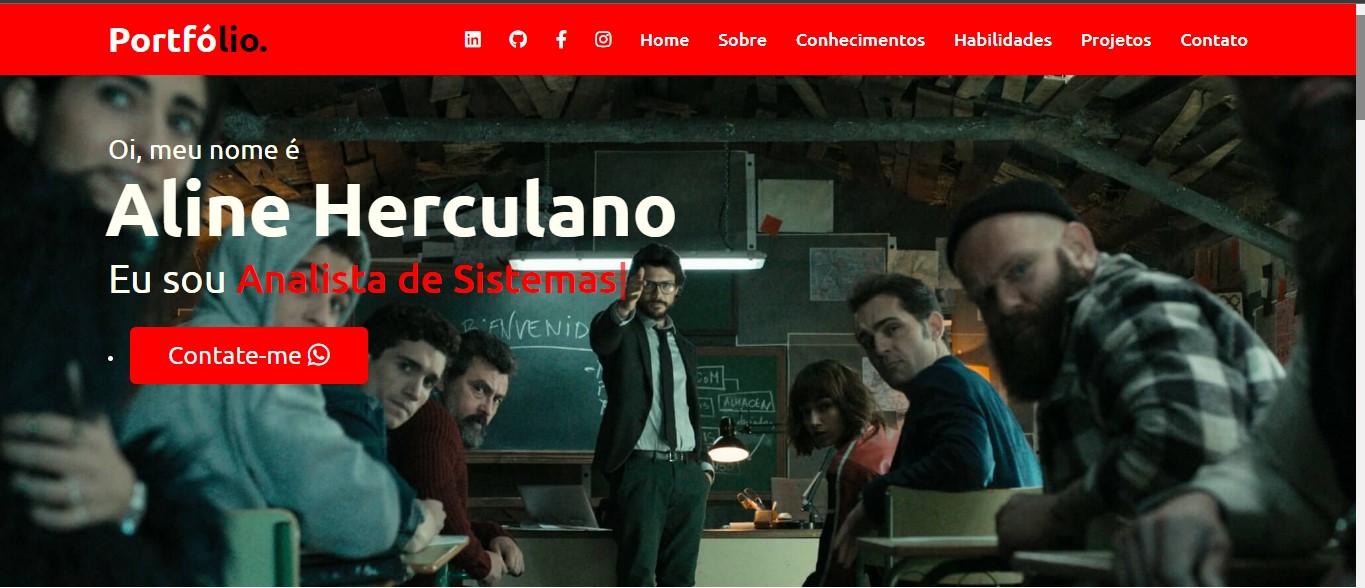 Portfólio.
Home Sobre Conhecimentos Habilidades Projetos Contato
Oi, meu nome é
Aline Herculano
Eu sou Analista de Sistemas|
BiENVENID
ALMACEN
Contate-me